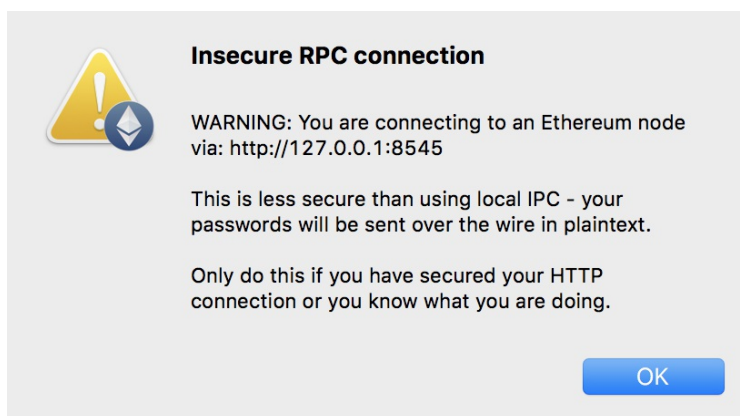 Insecure RPC connection
WARNING: You are connecting to an Ethereum node
via: http://127.0.0.1:8545
This is less secure than using local IPC - your
passwords will be sent over the wire in plaintext.
Only do this if you have secured your HTTP
connection or you know what you are doing.
OK